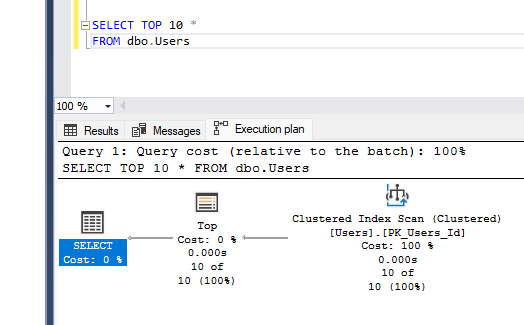 SELECT TOP 10 *
FROM dbo.Users
100 %
Results Messages Execution plan
Query 1: Query cost (relative to the batch): 100%
SELECT TOP 10 * FROM dbo.Users
SELECT
Cost: 0 %
Top
Cost: 0 %
0.000s
10 of
10 (100%)
Clustered Index Scan (Clustered)
[Users].[PK_Users_Id]
Cost: 100 %
0.000s
10 of
10 (100%)